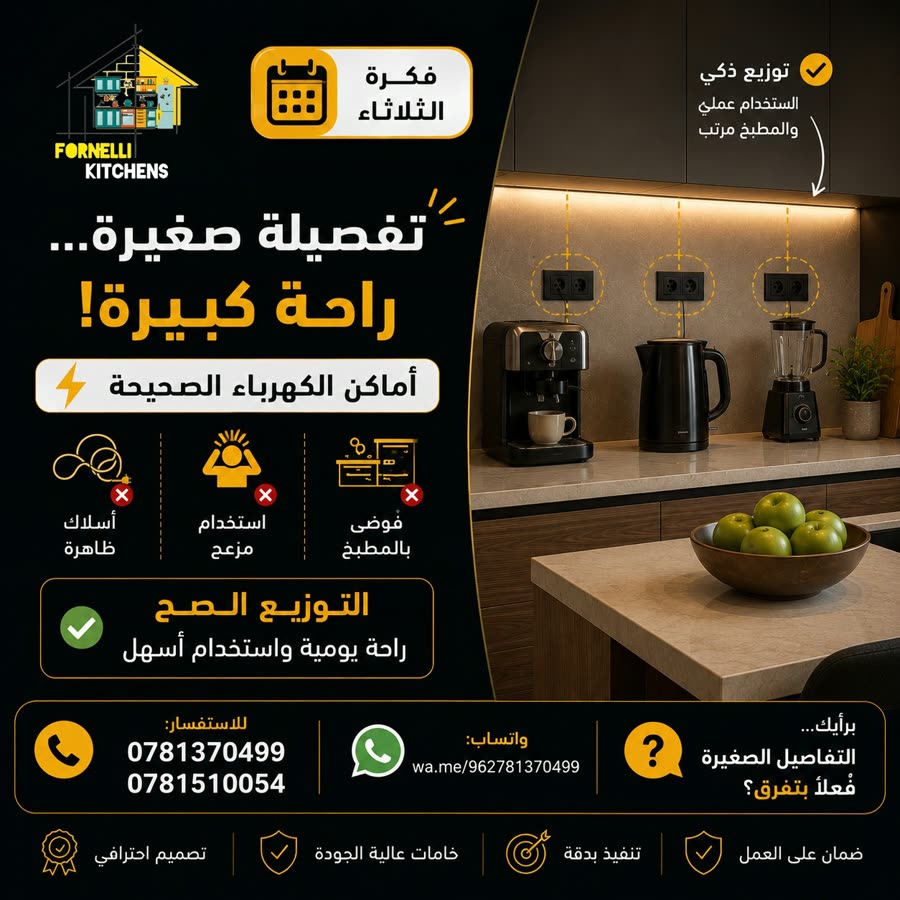 FORNELLI
KITCHENS
فكرة
الثلاثاء
توزيع ذكي
الستخدام عملي
والمطبخ مرتب
تفصيلة صغيرة...
راحة كبيرة!
أماكن الكهرباء الصحيحة
فوضى
بالمطبخ
استخدام
مزعج
أسلاك
ظاهرة
التوزيع الصح
راحة يومية واستخدام أسهل
برأيك...
التفاصيل الصغيرة
فْعلاً بتفرق؟
واتساب:
wa.me/962781370499
للاستفسار:
0781370499
0781510054
ضمان على العمل
تنفيذ بدقة
خامات عالية الجودة
تصميم احترافي